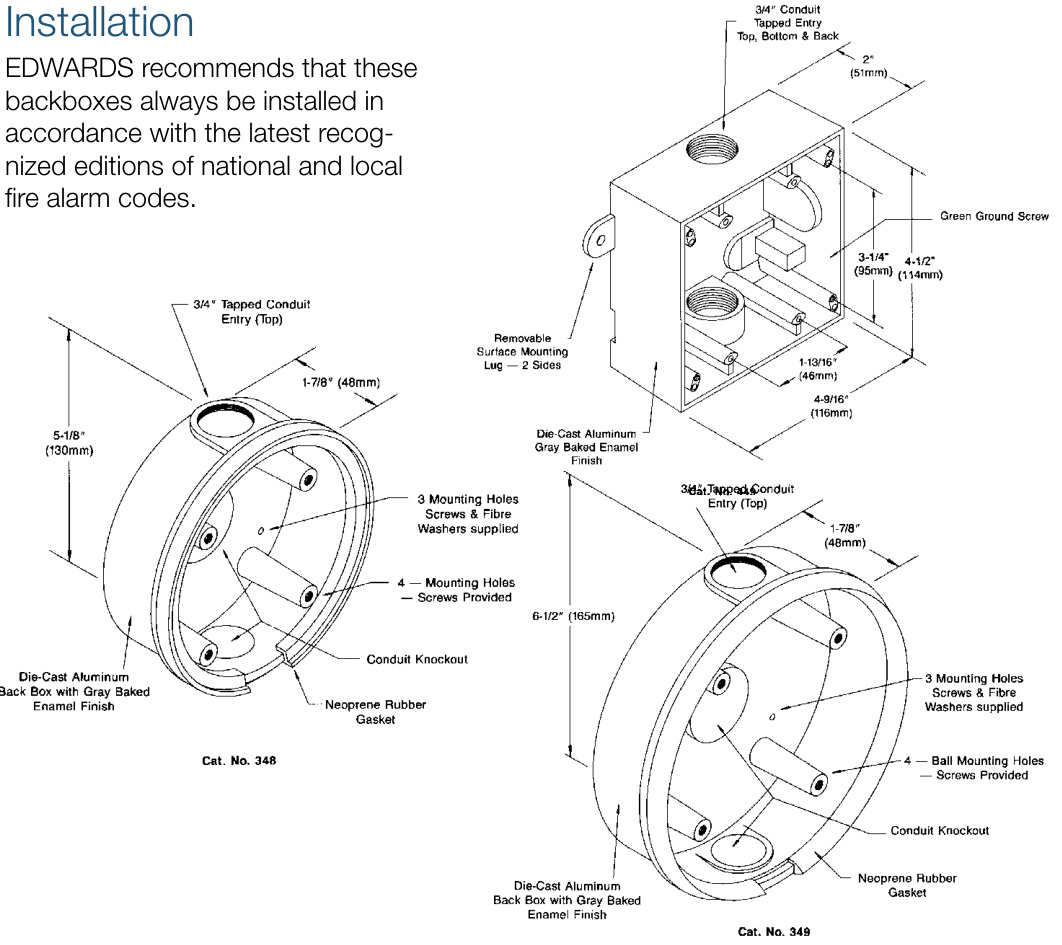 Installation
EDWARDS recommends that these
backboxes always be installed in
accordance with the latest recog-
nized editions of national and local
fire alarm codes.
3/4" Conduit
Tapped Entry
Top, Bottom & Back
2"
(51mm)
Green Ground Screw
3-1/4"
(95mm)
4-1/2"
(114mm)
Removable
Surface Mounting
Lug — 2 Sides
1-13/16"
(46mm)
4-9/16"
(116mm)
Die-Cast Aluminum
Gray Baked Enamel
Finish
3/4" Tapped Conduit
Entry (Top)
1-7/8" (48mm)
5-1/8"
(130mm)
3 Mounting Holes
Screws & Fibre
Washers supplied
4 — Mounting Holes
— Screws Provided
Conduit Knockout
Die-Cast Aluminum
Back Box with Gray Baked
Enamel Finish
Neoprene Rubber
Gasket
Cat. No. 348
3/4" Tapped Conduit
Entry (Top)
1-7/8"
(48mm)
6-1/2" (165mm)
3 Mounting Holes
Screws & Fibre
Washers supplied
4 — Ball Mounting Holes
— Screws Provided
Conduit Knockout
Neoprene Rubber
Gasket
Die-Cast Aluminum
Back Box with Gray Baked
Enamel Finish
Cat. No. 349